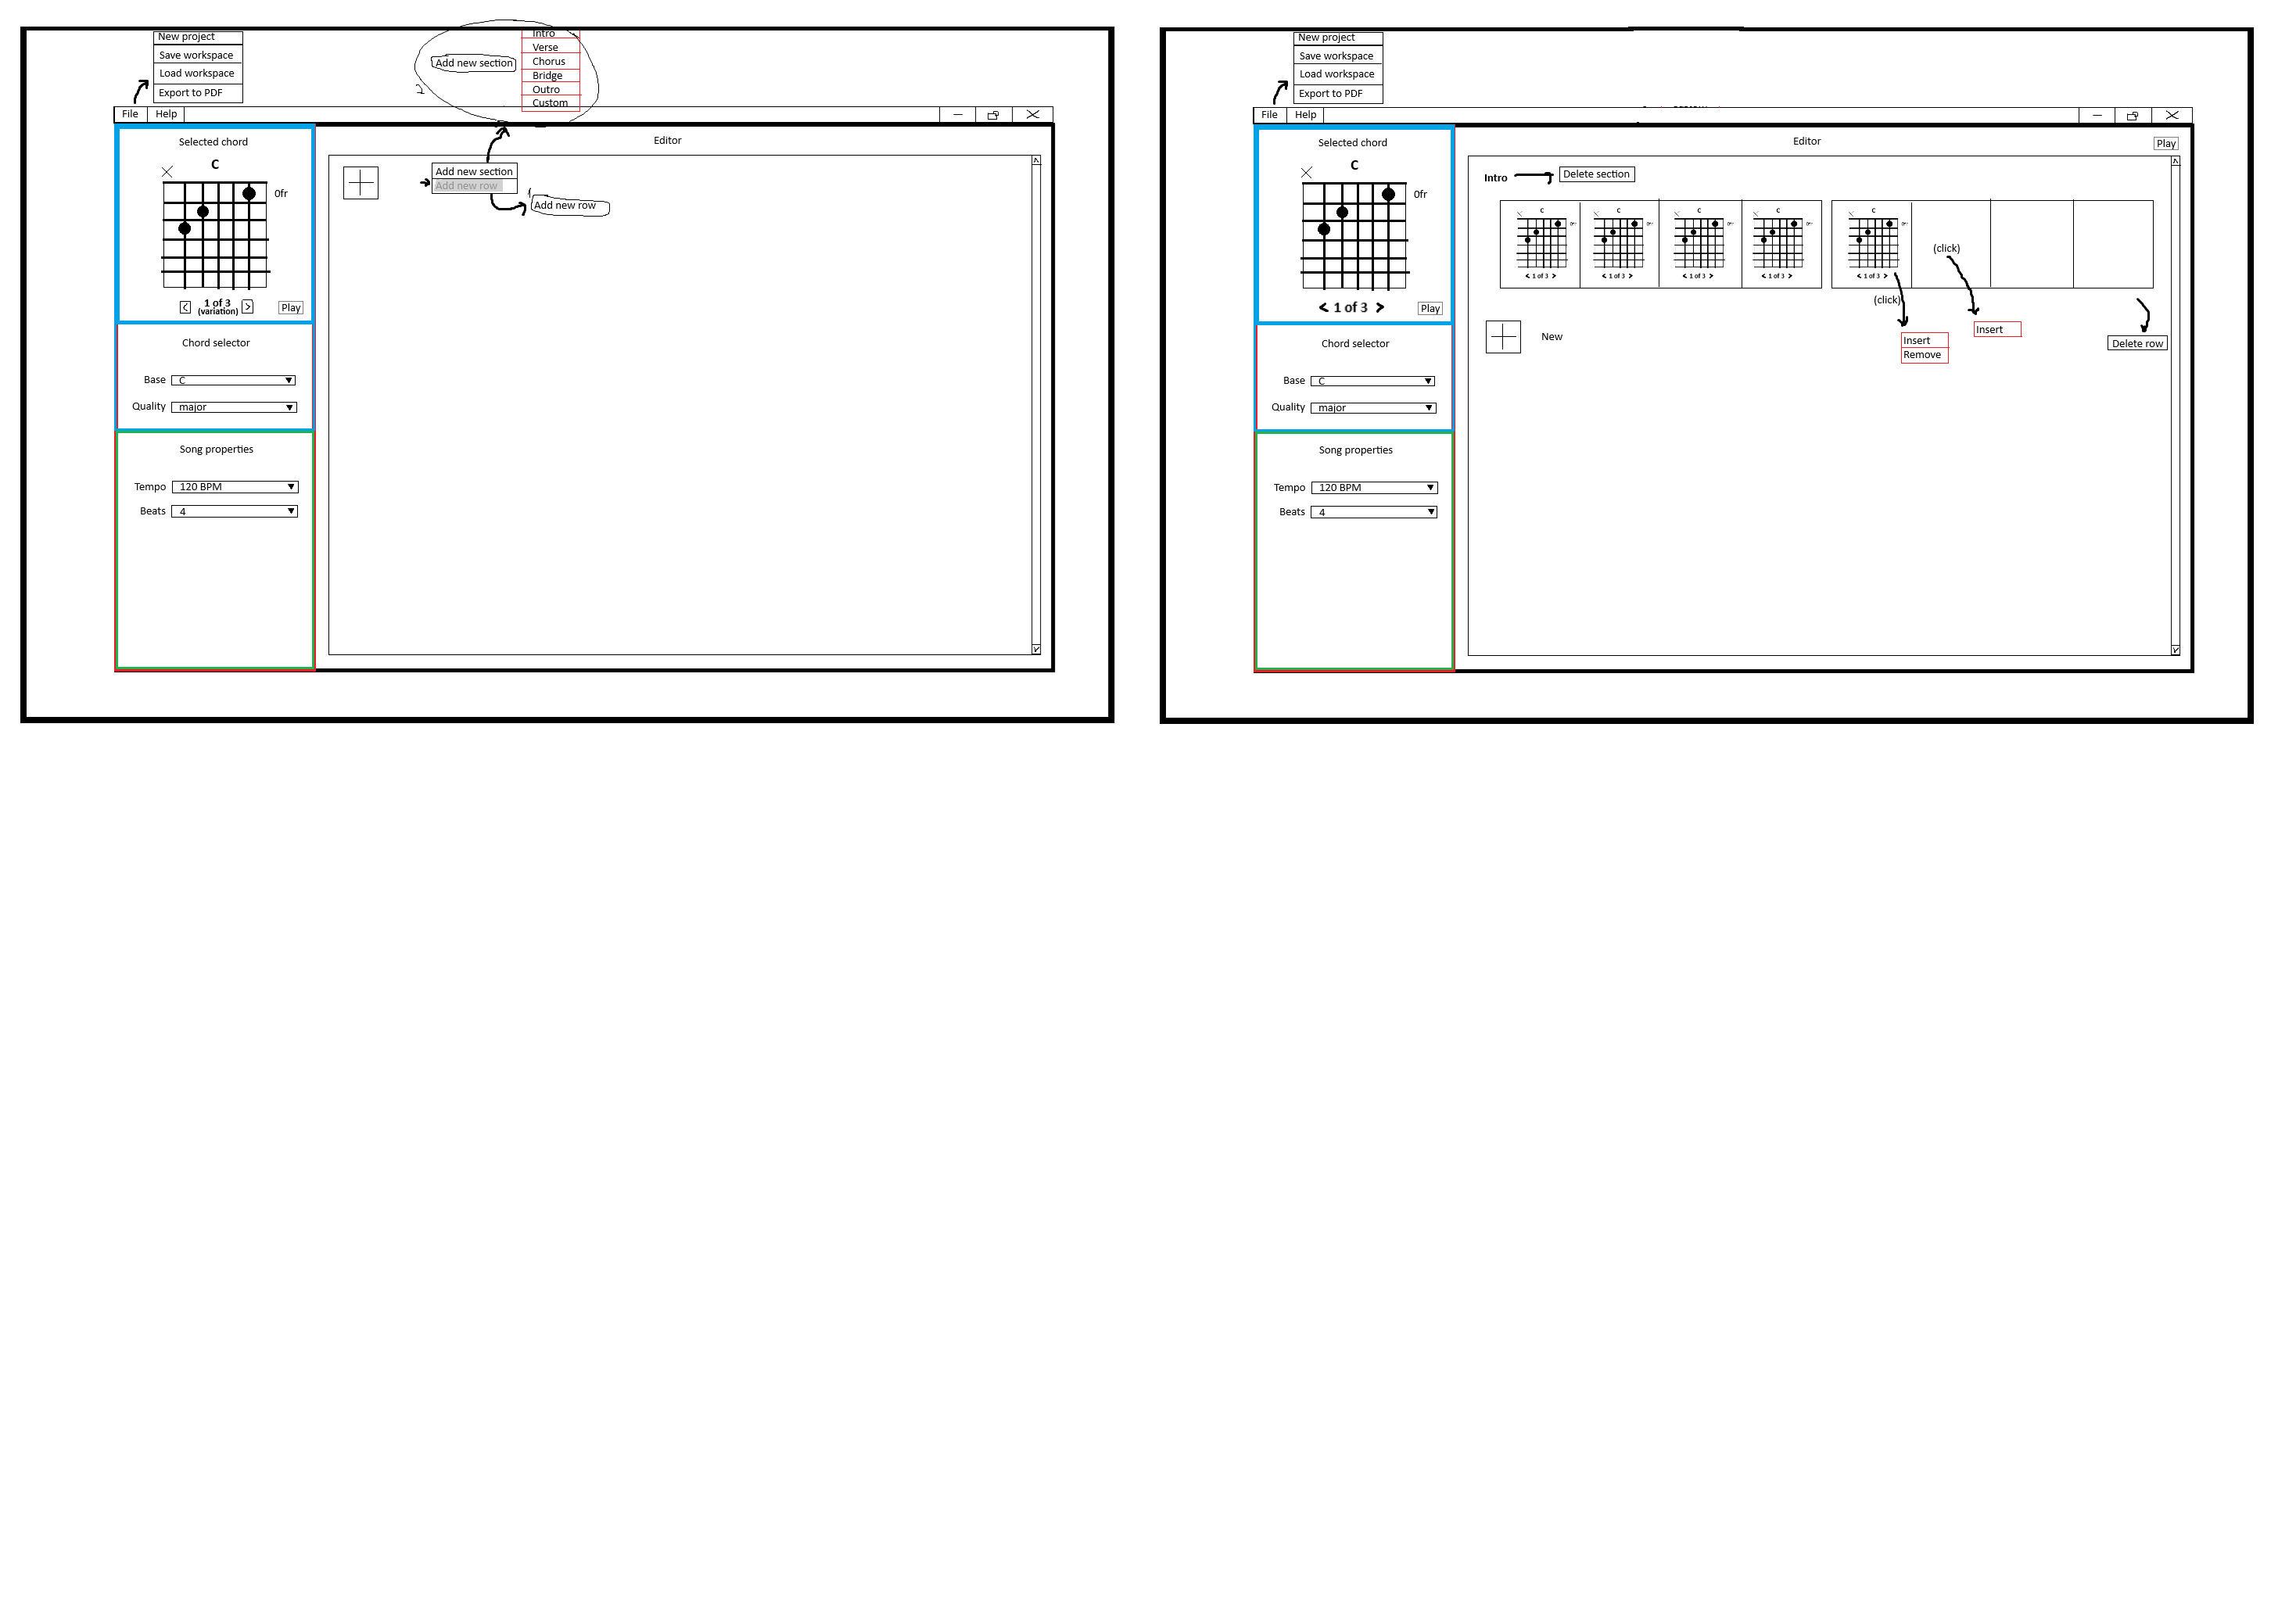 New project
Save workspace
Load workspace
Export to PDF
File
Help
Add new section
Intro
Verse
Chorus
Bridge
Outro
Custom
2
Selected chord
C
0fr
1 of 3
(variation)
Play
Chord selector
Base
C
Quality
major
Song properties
Tempo
120 BPM
Beats
4
Editor
Add new section
Add new row
1
Add new row
New project
Save workspace
Load workspace
Export to PDF
File
Help
Selected chord
C
0fr
< 1 of 3 >
Play
Chord selector
Base
C
Quality
major
Song properties
Tempo
120 BPM
Beats
4
Editor
Play
Intro
Delete section
C
< 1 of 3 >
C
< 1 of 3 >
C
< 1 of 3 >
C
< 1 of 3 >
C
< 1 of 3 >
(click)
(click)
Insert
Remove
Insert
Delete row
New